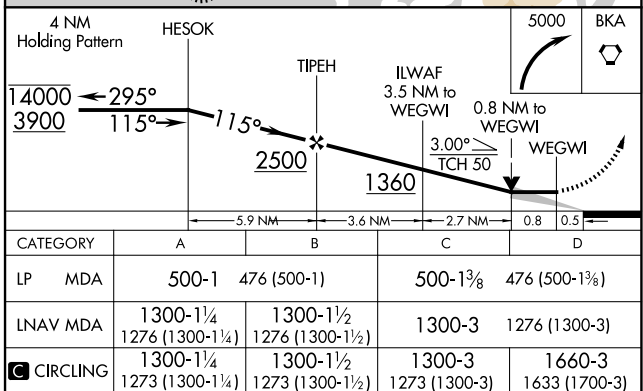 4 NM
Holding Pattern
HESOK
TIPEH
ILWAF
3.5 NM to
WEGWI
0.8 NM to
WEGWI
WEGWI
5000
BKA
14000
3900
295°
115°
115°
2500
1360
3.00°
TCH 50
5.9 NM
3.6 NM
2.7 NM
0.8
0.5
CATEGORY A B C D
LP MDA 500-1 476 (500-1) 500-1⅜ 476 (500-1⅜)
LNAV MDA 1300-1¼ 1300-1½ 1300-3 1276 (1300-3)
1276 (1300-1¼) 1276 (1300-1½)
C CIRCLING 1300-1¼ 1300-1½ 1300-3 1660-3
1273 (1300-1¼) 1273 (1300-1½) 1273 (1300-3) 1633 (1700-3)